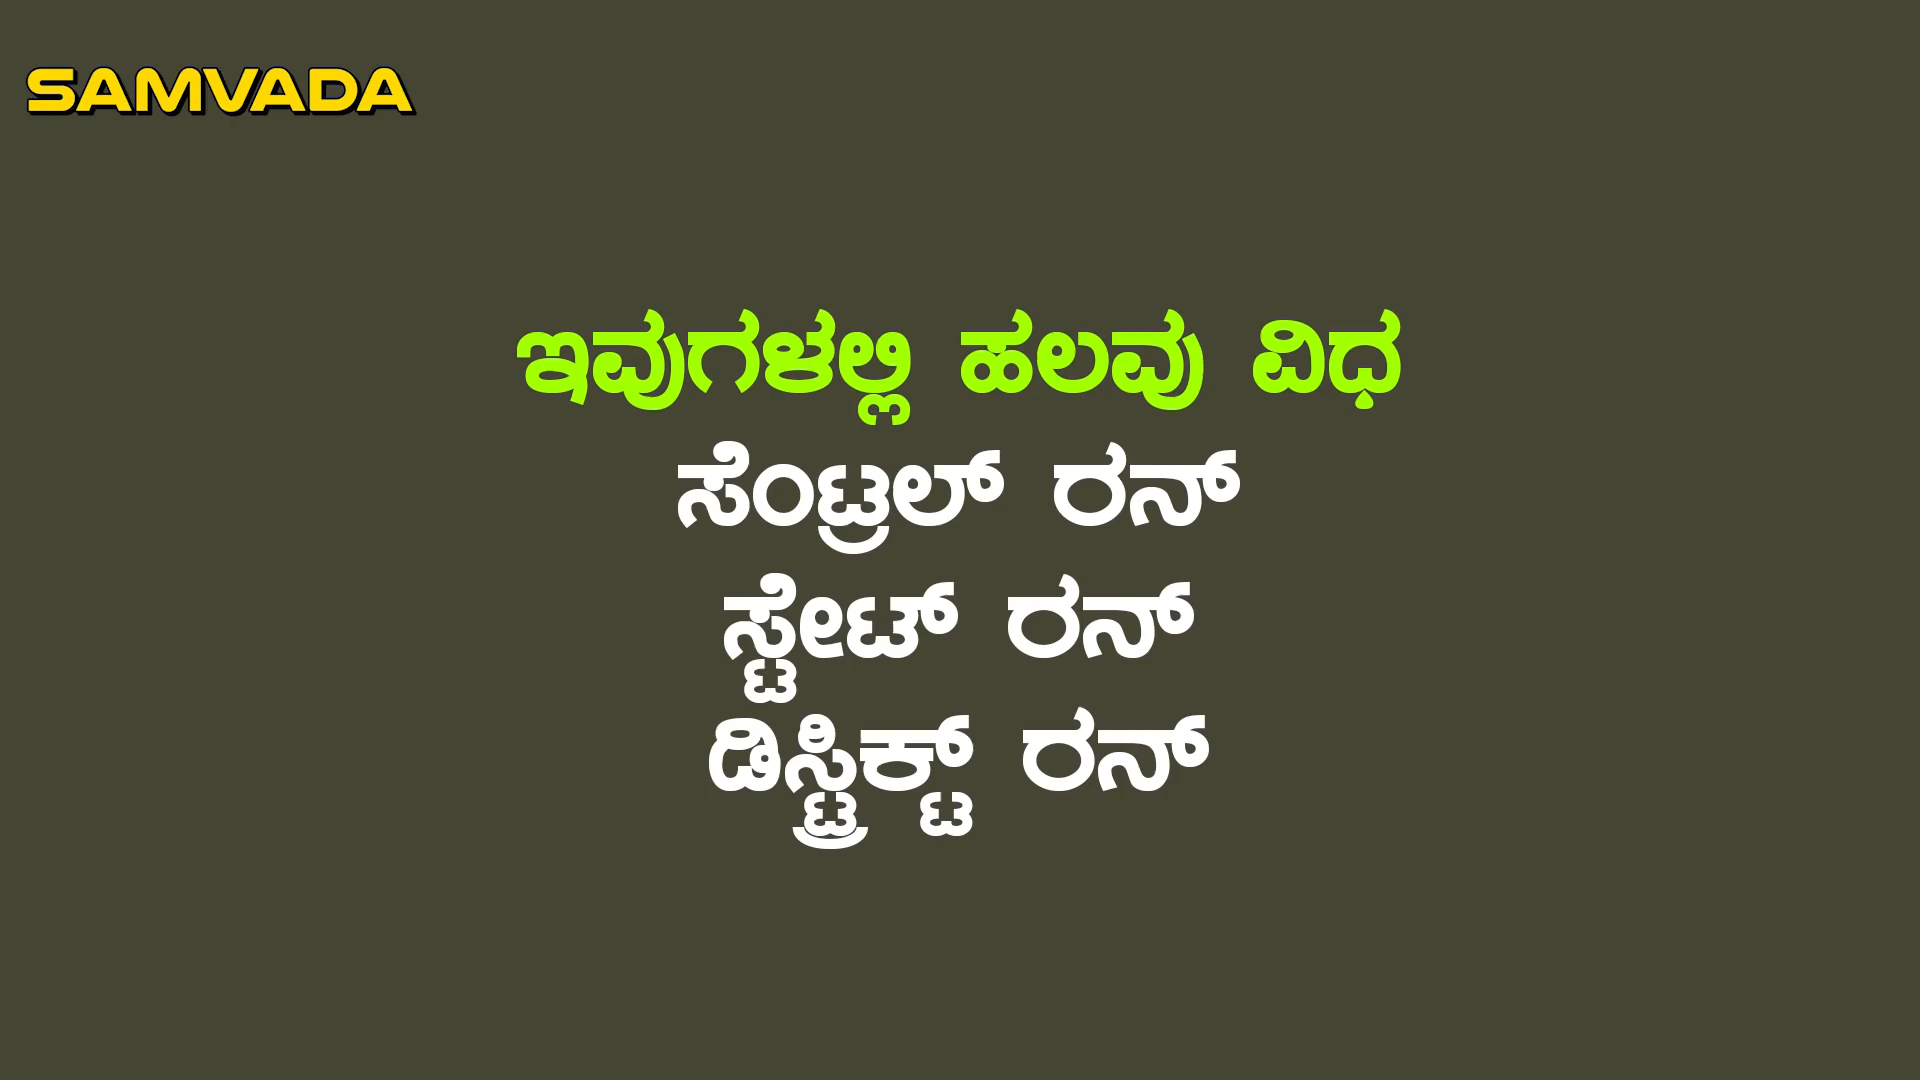 SAMVADA
ಇವುಗಳಲ್ಲಿ ಹಲವು ವಿಧ
ಸೆಂಟ್ರಲ್ ರನ್
ಸ್ಟೇಟ್ ರನ್
ಡಿಸ್ಟ್ರಿಕ್ಟ್ ರನ್